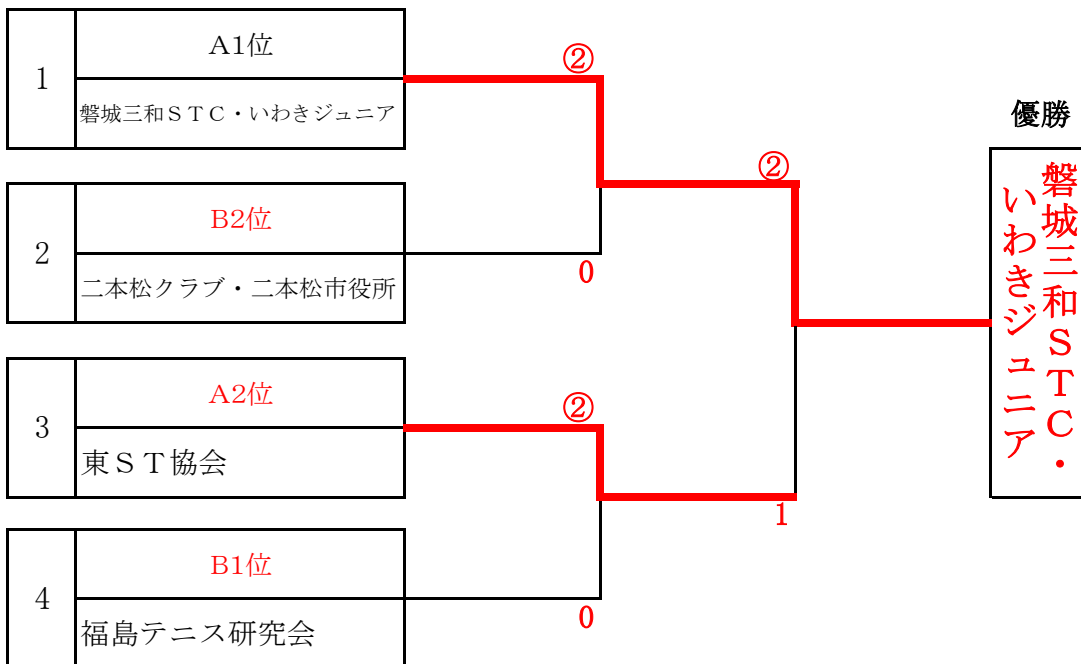 1
A1位
磐城三和ＳＴＣ・いわきジュニア
②
2
B2位
二本松クラブ・二本松市役所
0
3
A2位
東ＳＴ協会
②
4
B1位
福島テニス研究会
0
②
1
優勝
磐城三和ＳＴＣ・
いわきジュニア